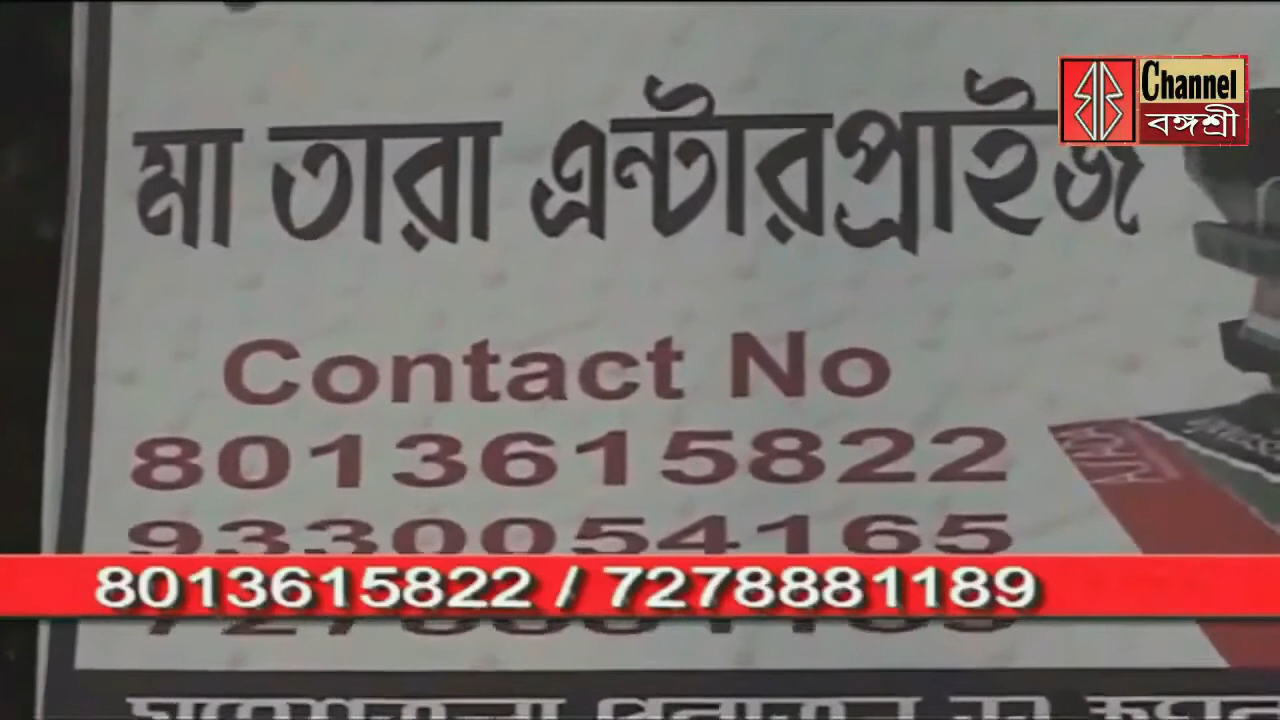 Channel
বঙ্গশ্রী
মা তারা এন্টারপ্রাইজ
Contact No
8013615822
9330054165
8013615822 / 7278881189